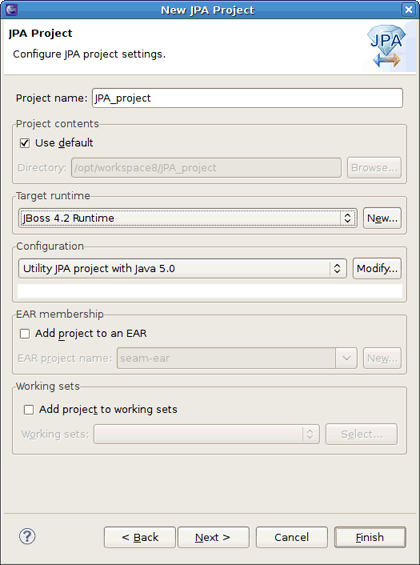 New JPA Project
JPA Project
Configure JPA project settings.
JPA
Project name: JPA_project
Project contents
Use default
Directory: /opt/workspace8/JPA_project Browse...
Target runtime
JBoss 4.2 Runtime New...
Configuration
Utility JPA project with Java 5.0 Modify...
EAR membership
Add project to an EAR
EAR project name: seam-ear New...
Working sets
Add project to working sets
Working sets: Select...
? < Back Next > Cancel Finish